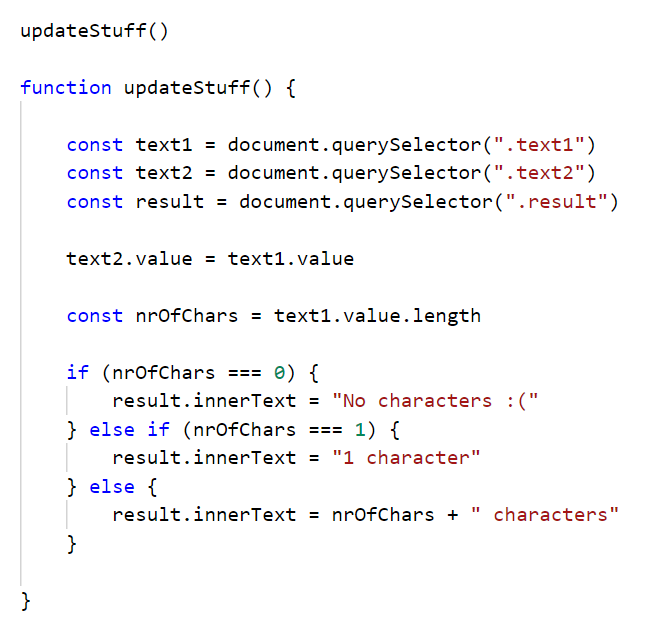 updateStuff()
function updateStuff() {
const text1 = document.querySelector(".text1")
const text2 = document.querySelector(".text2")
const result = document.querySelector(".result")
text2.value = text1.value
const nrOfChars = text1.value.length
if (nrOfChars === 0) {
result.innerText = "No characters :("
} else if (nrOfChars === 1) {
result.innerText = "1 character"
} else {
result.innerText = nrOfChars + " characters"
}
}